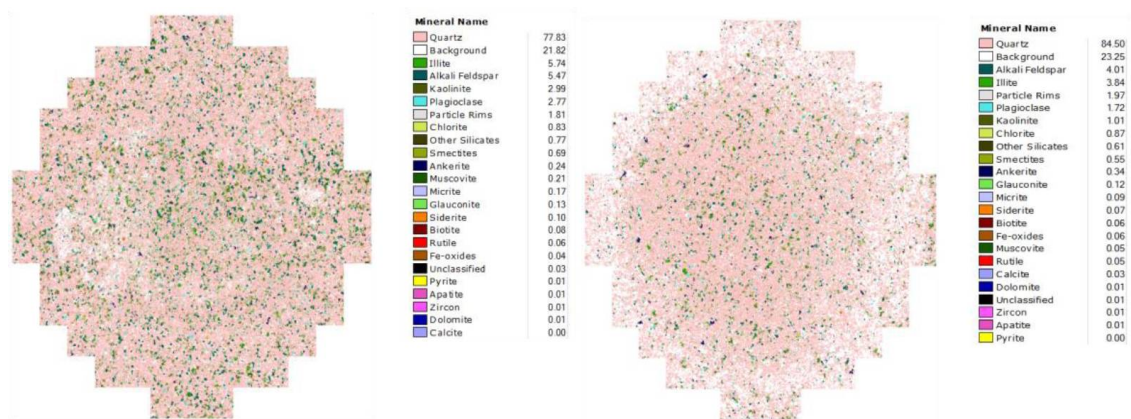 Mineral Name
Quartz 77.83
Background 21.82
Illite 5.74
Alkali Feldspar 5.47
Kaolinite 2.99
Plagioclase 2.77
Particle Rims 1.81
Chlorite 0.83
Other Silicates 0.77
Smectites 0.69
Ankerite 0.24
Muscovite 0.21
Micrite 0.17
Glauconite 0.13
Siderite 0.10
Biotite 0.08
Rutile 0.06
Fe-oxides 0.04
Unclassified 0.03
Pyrite 0.01
Apatite 0.01
Zircon 0.01
Dolomite 0.01
Calcite 0.00
Mineral Name
Quartz 84.50
Background 23.25
Alkali Feldspar 4.01
Illite 3.84
Particle Rims 1.97
Plagioclase 1.72
Kaolinite 1.01
Chlorite 0.87
Other Silicates 0.61
Smectites 0.55
Ankerite 0.34
Glauconite 0.12
Micrite 0.09
Siderite 0.07
Biotite 0.06
Fe-oxides 0.06
Muscovite 0.05
Rutile 0.05
Calcite 0.03
Dolomite 0.01
Unclassified 0.01
Zircon 0.01
Apatite 0.01
Pyrite 0.00